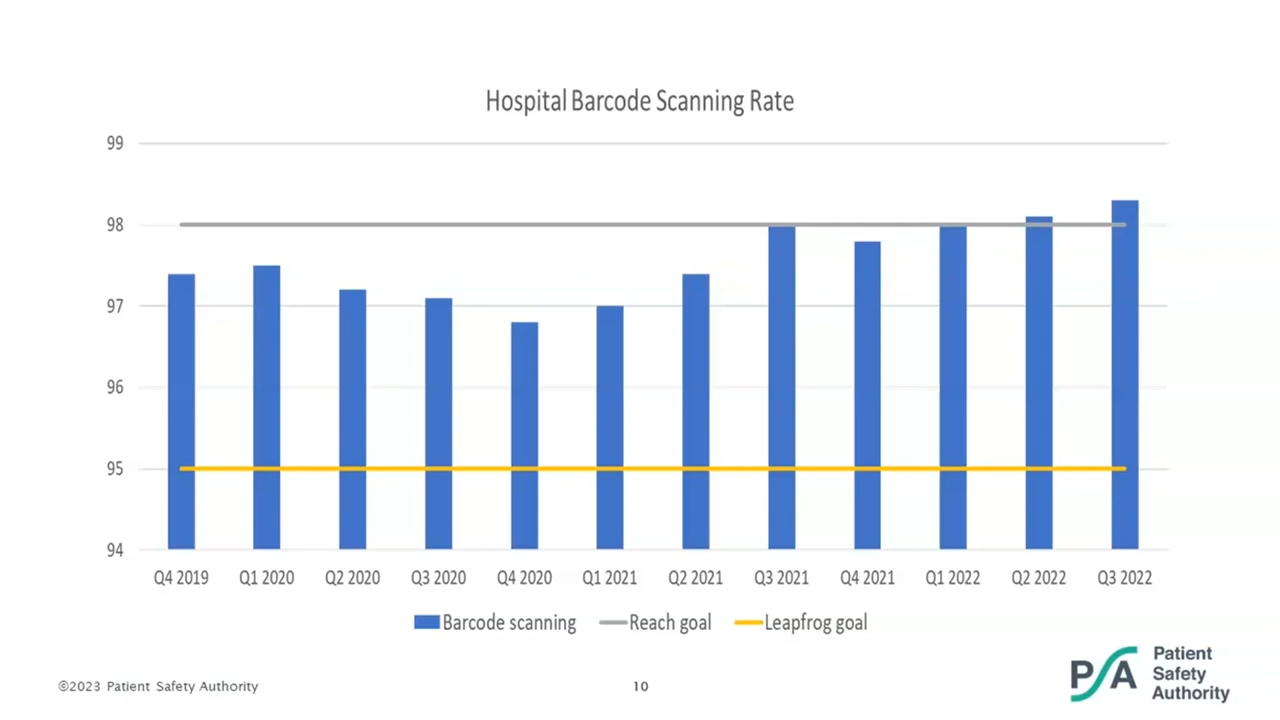 Hospital Barcode Scanning Rate
99
98
97
96
95
94
Q4 2019 Q1 2020 Q2 2020 Q3 2020 Q4 2020 Q1 2021 Q2 2021 Q3 2021 Q4 2021 Q1 2022 Q2 2022 Q3 2022
Barcode scanning Reach goal Leapfrog goal
©2023 Patient Safety Authority
10
PSA
Patient
Safety
Authority